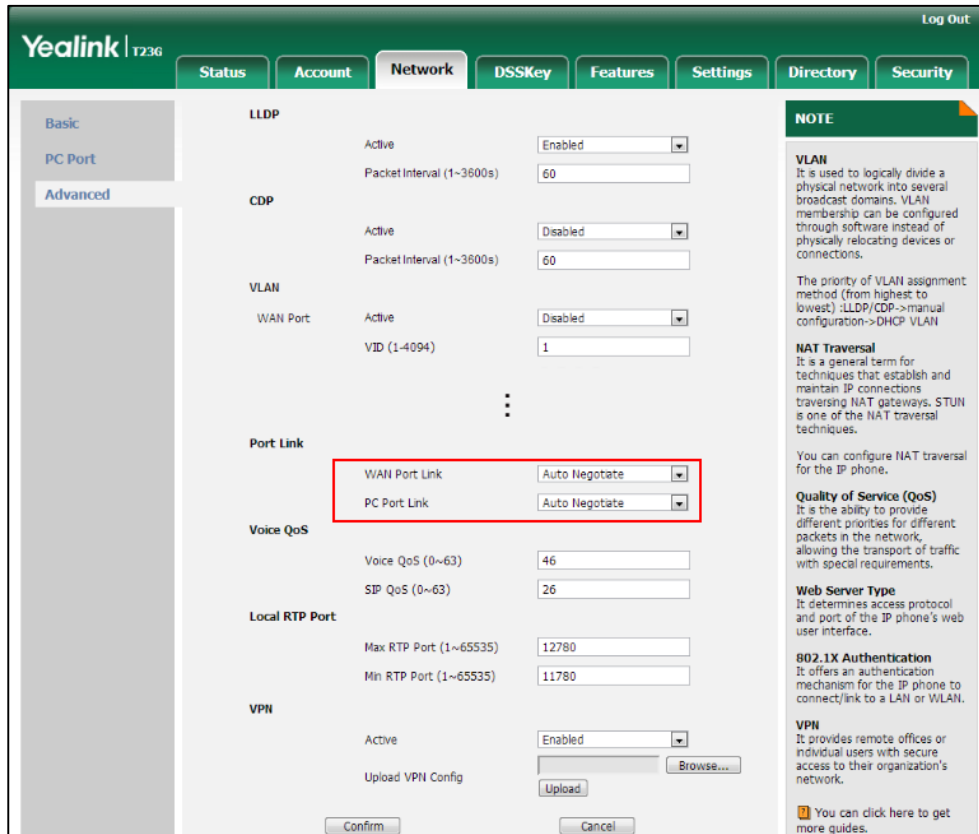 Log Out
Yealink | T23G
Status Account Network DSSKey Features Settings Directory Security
Basic
PC Port
Advanced
LLDP
Active Enabled
Packet Interval (1~3600s) 60
CDP
Active Disabled
Packet Interval (1~3600s) 60
VLAN
WAN Port Active Disabled
VID (1-4094) 1
Port Link
WAN Port Link Auto Negotiate
PC Port Link Auto Negotiate
Voice QoS
Voice QoS (0~63) 46
SIP QoS (0~63) 26
Local RTP Port
Max RTP Port (1~65535) 12780
Min RTP Port (1~65535) 11780
VPN
Active Enabled
Upload VPN Config Browse...
Upload
Confirm Cancel
NOTE
VLAN
It is used to logically divide a
physical network into several
broadcast domains. VLAN
membership can be configured
through software instead of
physically relocating devices or
connections.
The priority of VLAN assignment
method (from highest to
lowest) :LLDP/CDP->manual
configuration->DHCP VLAN
NAT Traversal
It is a general term for
techniques that establish and
maintain IP connections
traversing NAT gateways. STUN
is one of the NAT traversal
techniques.
You can configure NAT traversal
for the IP phone.
Quality of Service (QoS)
It is the ability to provide
different priorities for different
packets in the network,
allowing the transport of traffic
with special requirements.
Web Server Type
It determines access protocol
and port of the IP phone's web
user interface.
802.1X Authentication
It offers an authentication
mechanism for the IP phone to
connect/link to a LAN or WLAN.
VPN
It provides remote offices or
individual users with secure
access to their organization's
network.
You can click here to get
more guides.